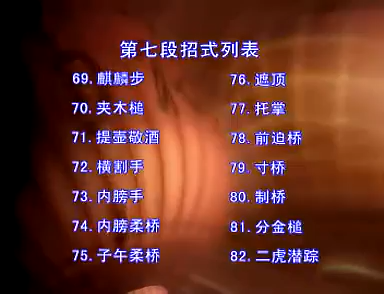 第七段招式列表
69.麒麟步
70.夹木槌
71.提壶敬酒
72.横割手
73.内膀手
74.内膀柔桥
75.子午柔桥
76.遮顶
77.托掌
78.前迫桥
79.寸桥
80.制桥
81.分金槌
82.二虎潜踪